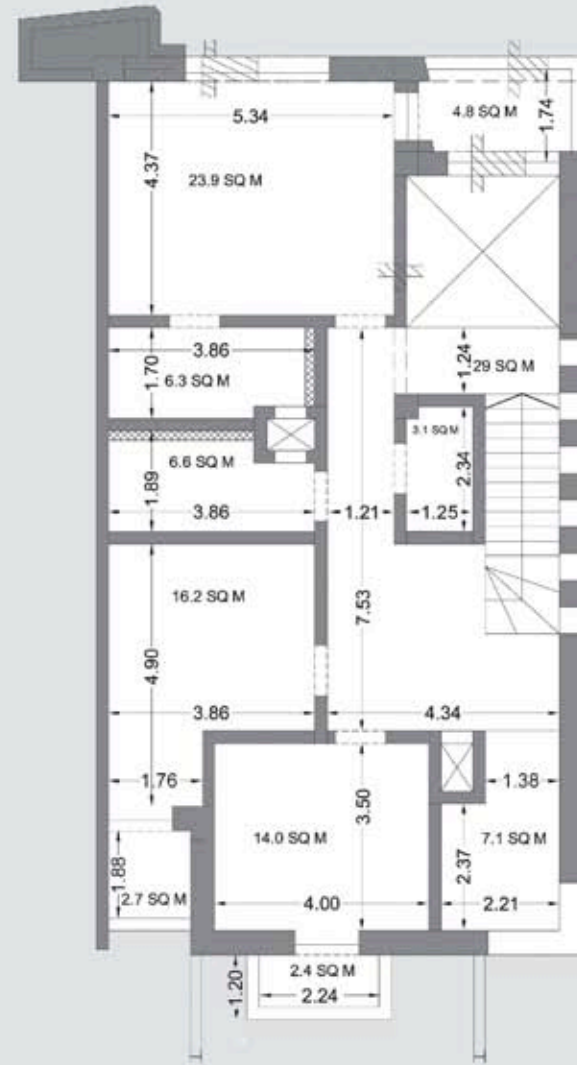 5.34
4.8 SQ M
1.74
4.37
23.9 SQ M
3.86
1.70
6.3 SQ M
1.24
29 SQ M
3.1 SQ M
6.6 SQ M
1.89
2.34
3.86
1.21
1.25
16.2 SQ M
7.53
4.90
3.86
4.34
1.76
1.38
3.50
14.0 SQ M
7.1 SQ M
2.37
1.88
2.7 SQ M
4.00
2.21
2.4 SQ M
1.20
2.24